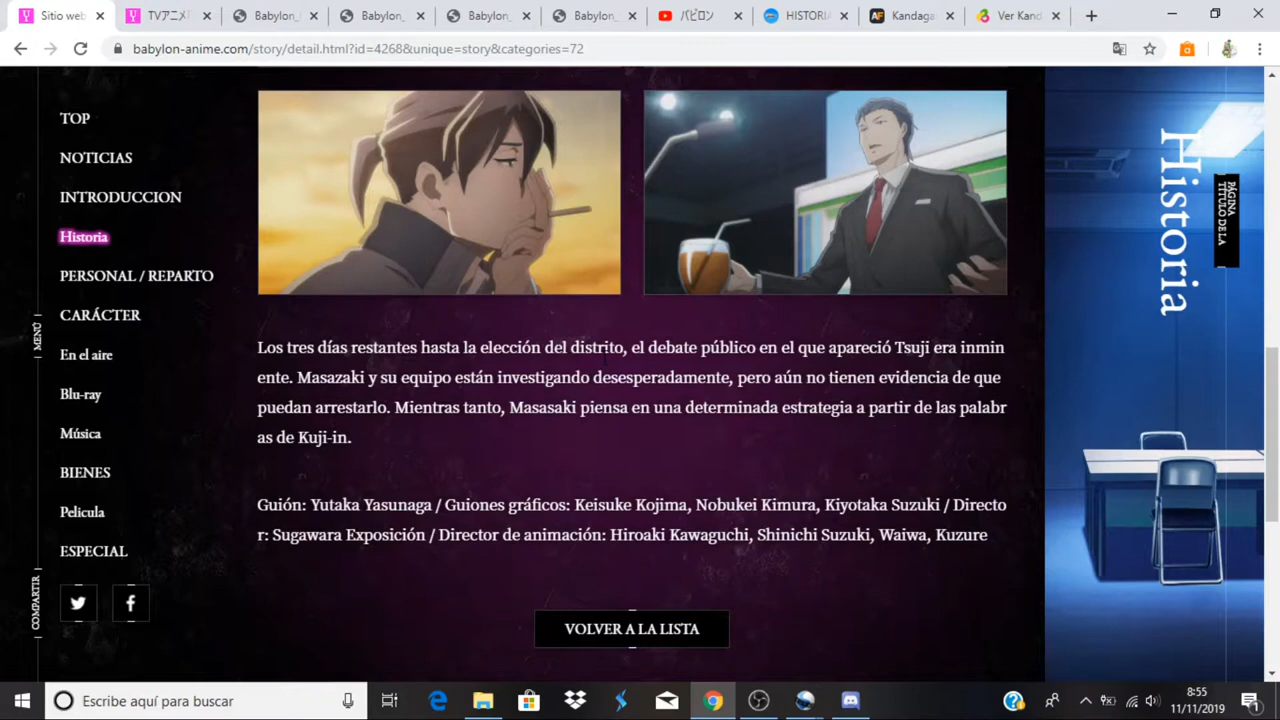 Sitio web
TVアニメ「
Babylon_
Babylon_
Babylon_
Babylon_
バビロン
HISTORIA
Kandaga
Ver Kand
babylon-anime.com/story/detail.html?id=4268&unique=story&categories=72
TOP
NOTICIAS
INTRODUCCION
Historia
PERSONAL / REPARTO
CARÁCTER
En el aire
Blu-ray
Música
BIENES
Pelicula
ESPECIAL
MENÚ
COMPARTIR
Los tres días restantes hasta la elección del distrito, el debate público en el que apareció Tsuji era inmin
ente. Masazaki y su equipo están investigando desesperadamente, pero aún no tienen evidencia de que
puedan arrestarlo. Mientras tanto, Masasaki piensa en una determinada estrategia a partir de las palabr
as de Kuji-in.
Guión: Yutaka Yasunaga / Guiones gráficos: Keisuke Kojima, Nobukei Kimura, Kiyotaka Suzuki / Directo
r: Sugawara Exposición / Director de animación: Hiroaki Kawaguchi, Shinichi Suzuki, Waiwa, Kuzure
VOLVER A LA LISTA
Historia
PÁGINA
TÍTULO DE LA
Escribe aquí para buscar
8:55
11/11/2019
1